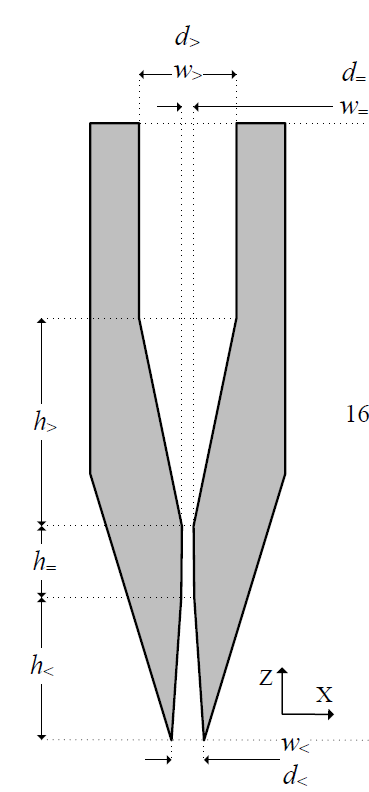 d>
w>
d=
w=
h>
16
h=
h<
Z
X
w<
d<